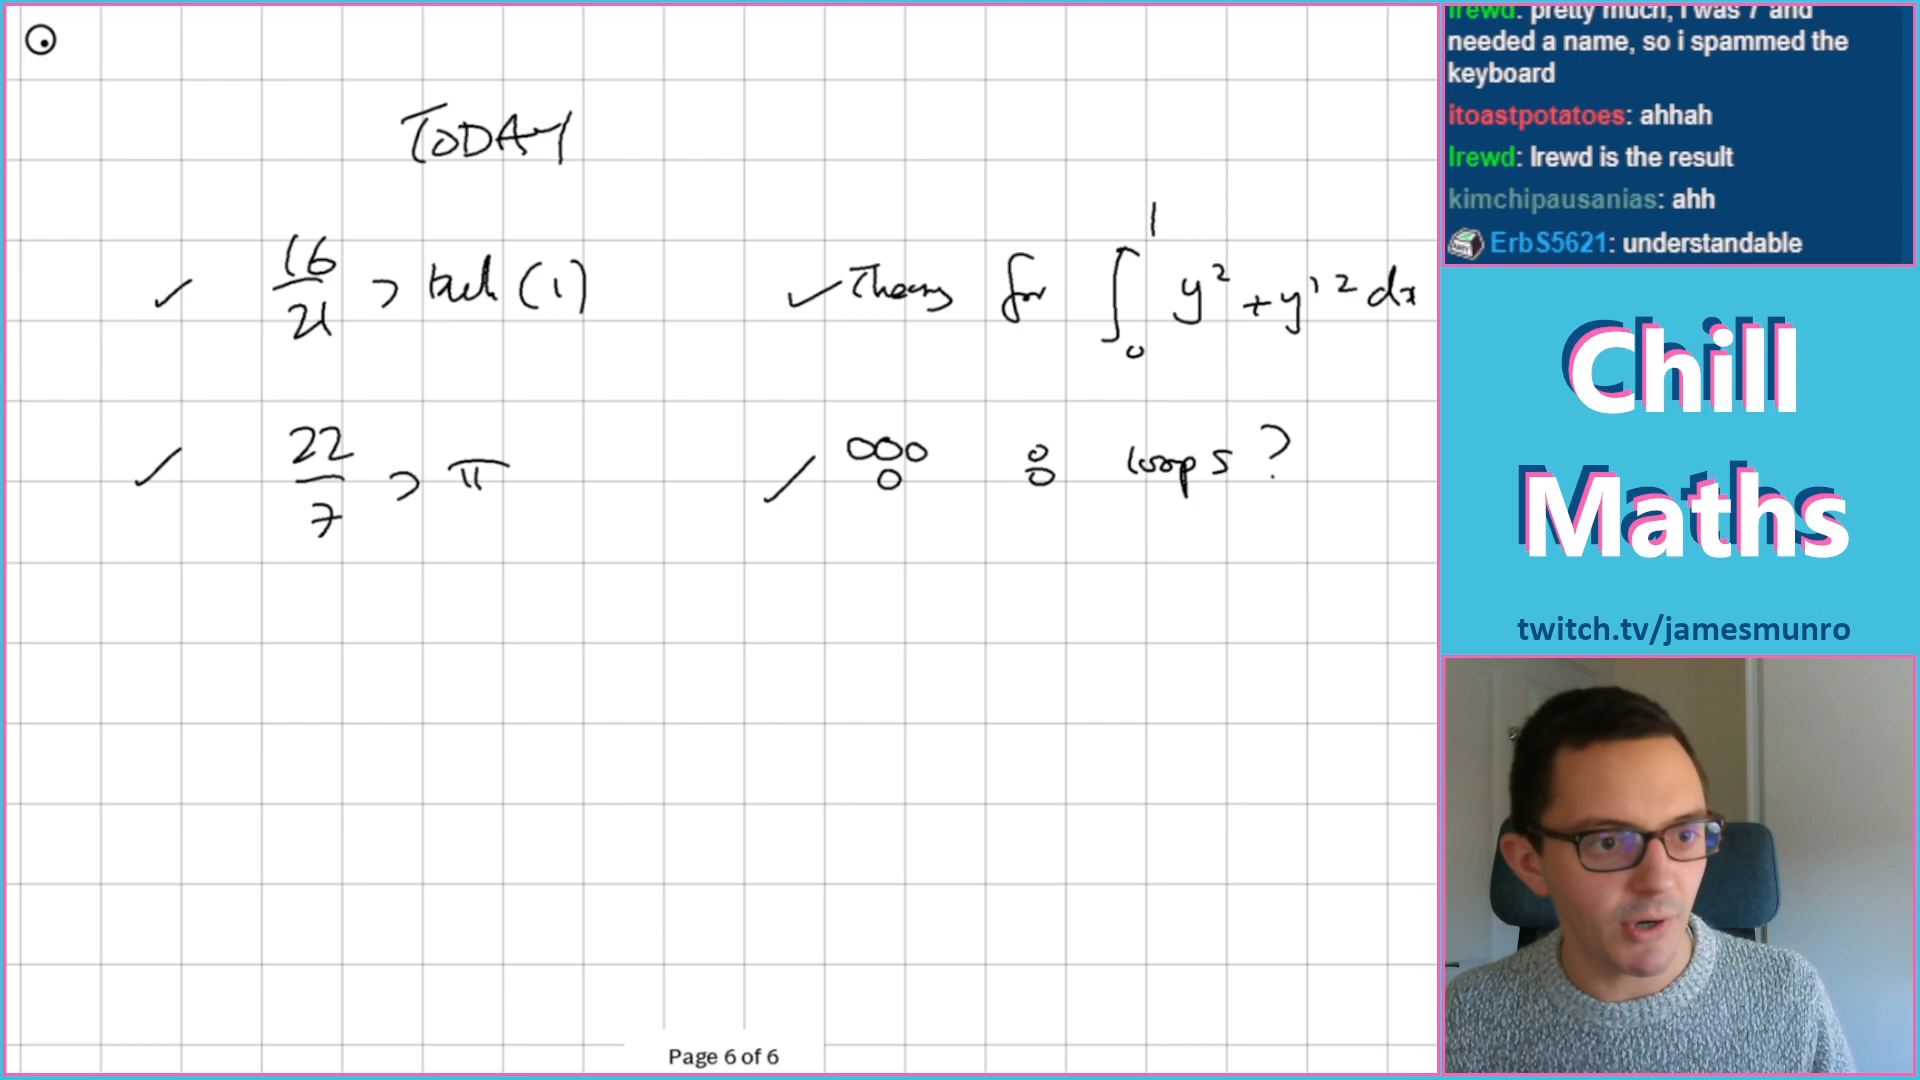 TODAY
✓ 16/21 > tanh (1)
✓ Theory for ∫₀¹ y² + y'² dx
✓ 22/7 > π
✓ loops?
Page 6 of 6
lrewd: pretty much, i was 7 and
needed a name, so i spammed the
keyboard
itoastpotatoes: ahhah
lrewd: lrewd is the result
kimchipausanias: ahh
ErbS5621: understandable
Chill
Maths
twitch.tv/jamesmunro